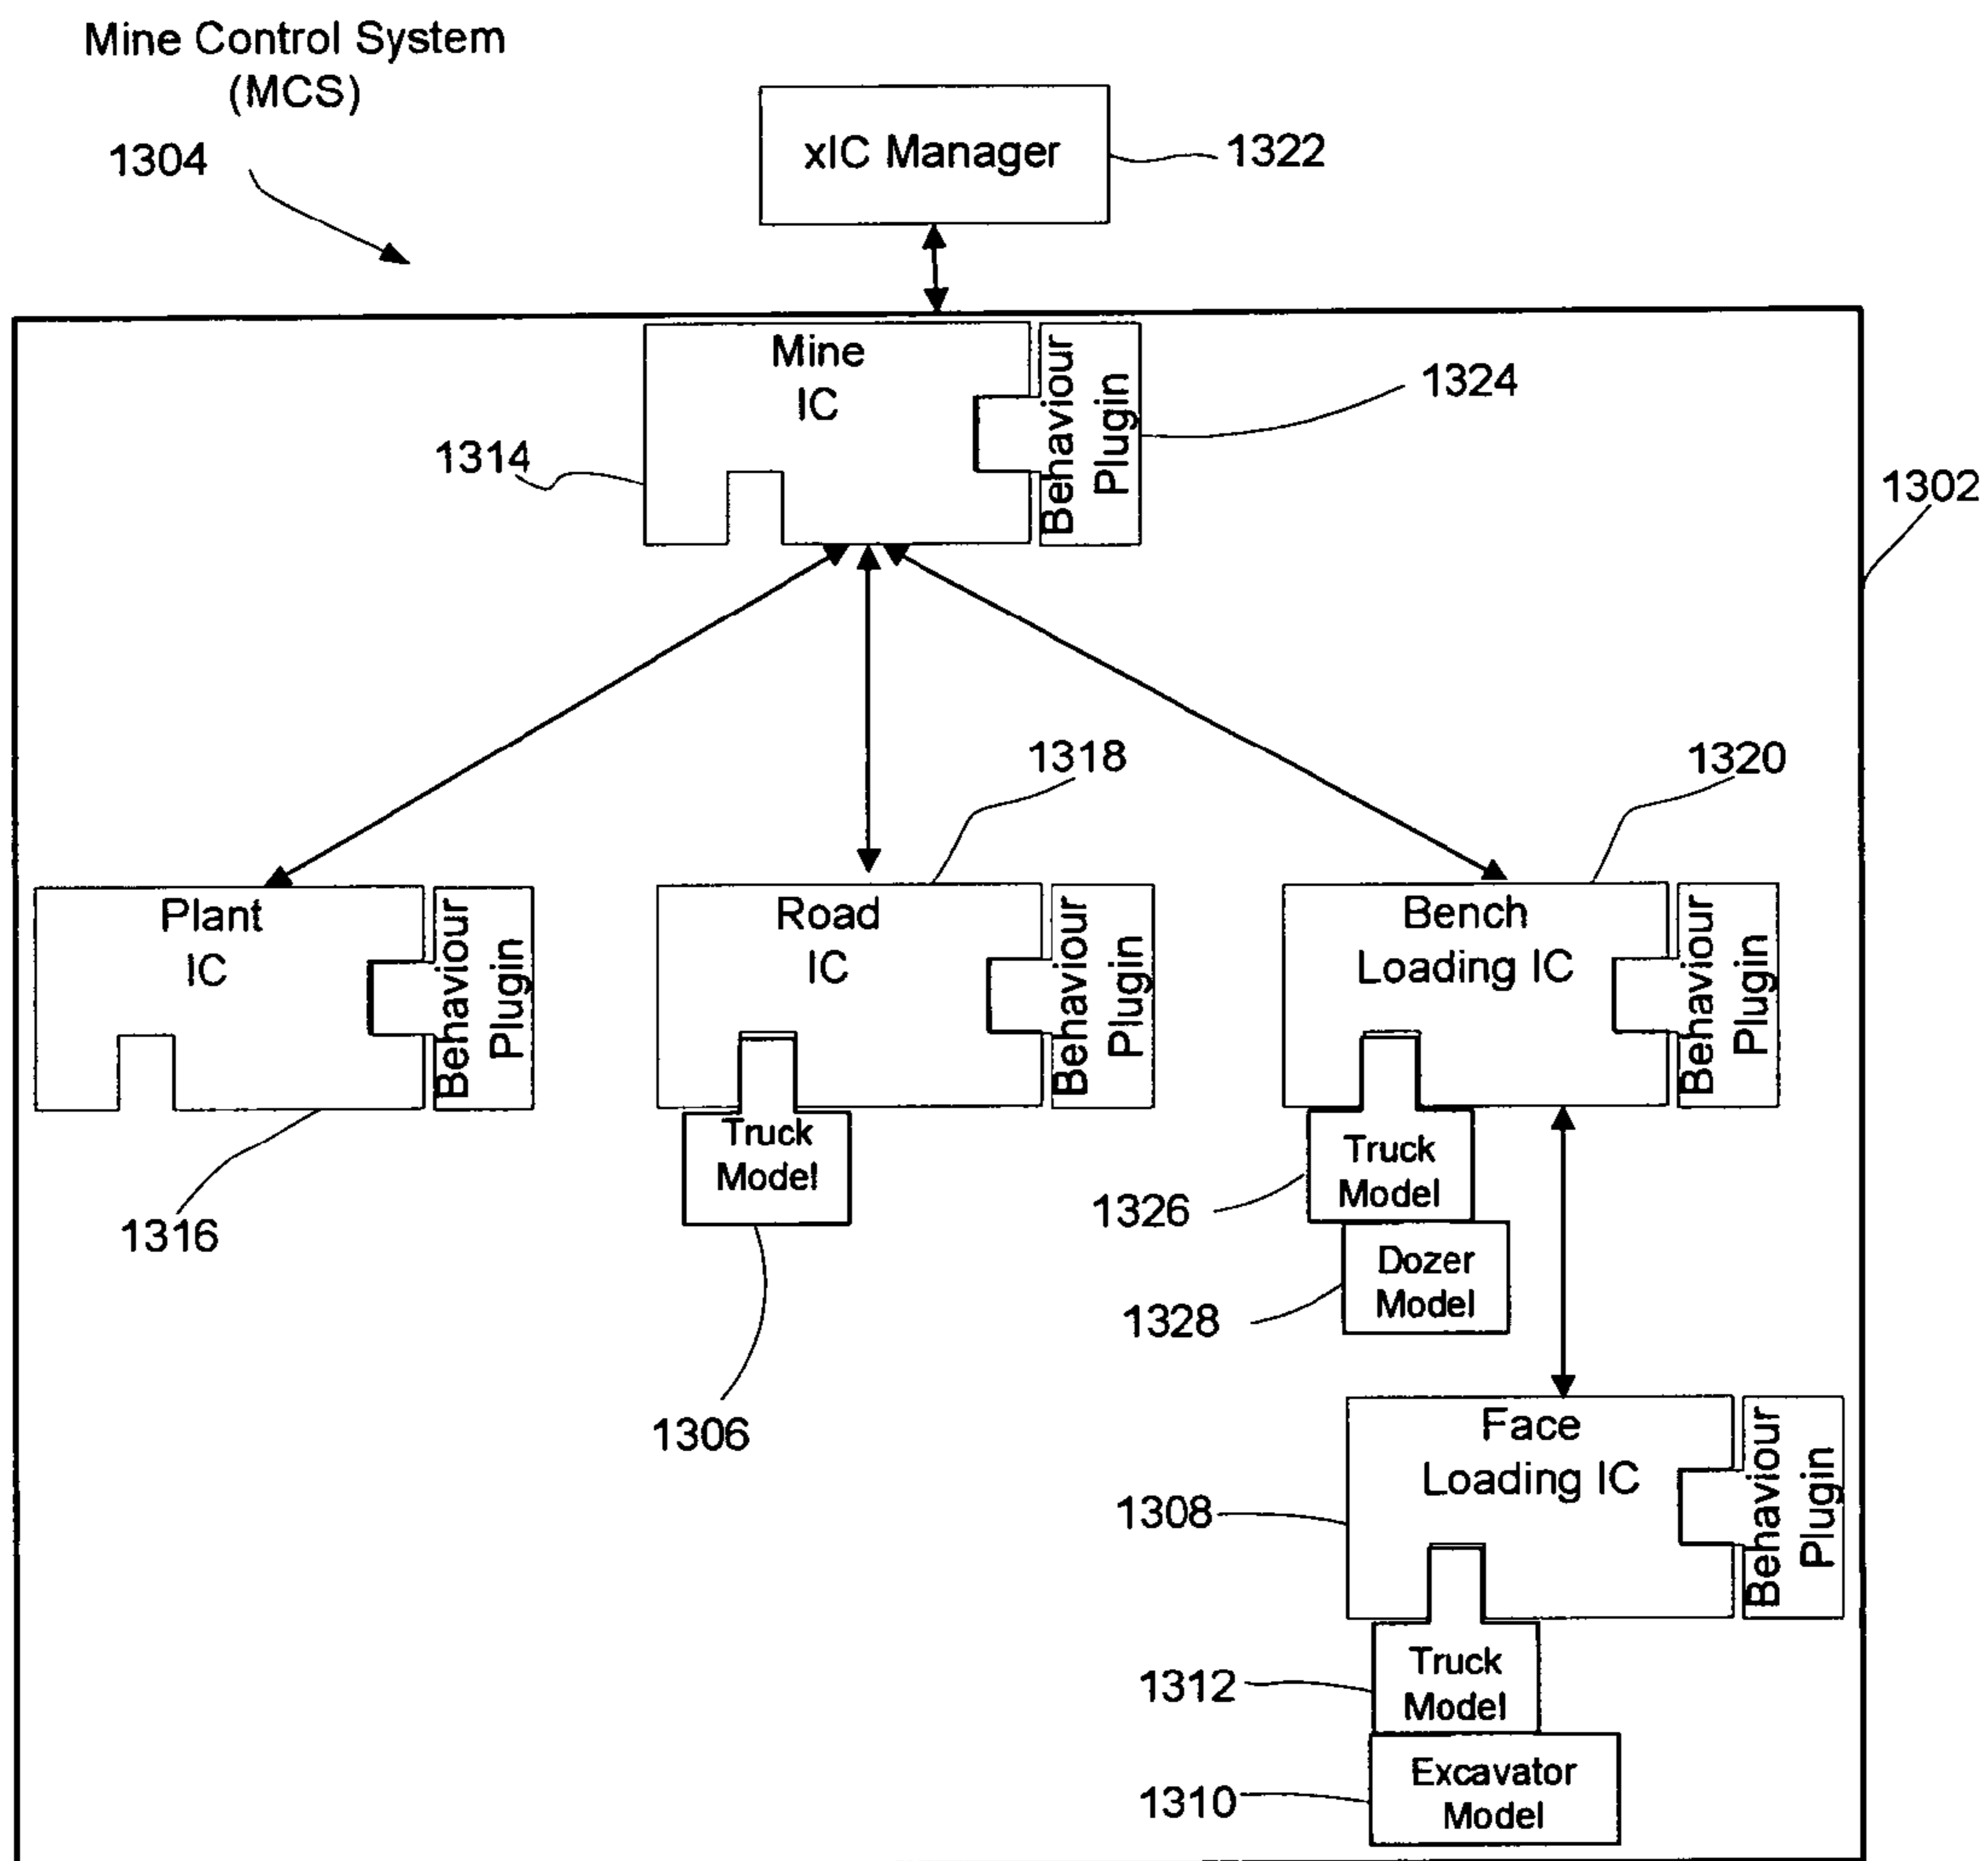 Mine Control System
(MCS)
1304
xIC Manager
1322
Mine
IC
Behaviour
Plugin
1324
1314
1302
1318
1320
Plant
IC
Behaviour
Plugin
Road
IC
Behaviour
Plugin
Bench
Loading IC
Behaviour
Plugin
Truck
Model
Truck
Model
1326
1316
Dozer
Model
1328
1306
Face
Loading IC
Behaviour
Plugin
1308
Truck
Model
1312
Excavator
Model
1310